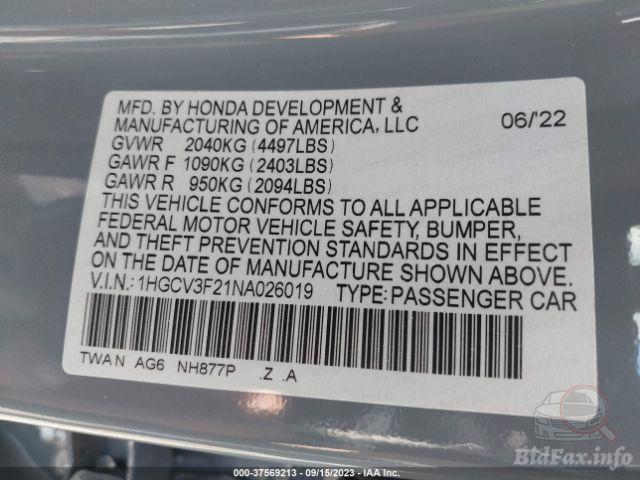 MFD. BY HONDA DEVELOPMENT &
MANUFACTURING OF AMERICA, LLC 06/'22
GVWR 2040KG (4497LBS)
GAWR F 1090KG (2403LBS)
GAWR R 950KG (2094LBS)
THIS VEHICLE CONFORMS TO ALL APPLICABLE
FEDERAL MOTOR VEHICLE SAFETY, BUMPER,
AND THEFT PREVENTION STANDARDS IN EFFECT
ON THE DATE OF MANUFACTURE SHOWN ABOVE.
V.I.N.: 1HGCV3F21NA026019 TYPE: PASSENGER CAR
TWAN AG6 NH877P .Z .A
BidFax.info
000-37569213 - 09/15/2023 - IAA Inc.